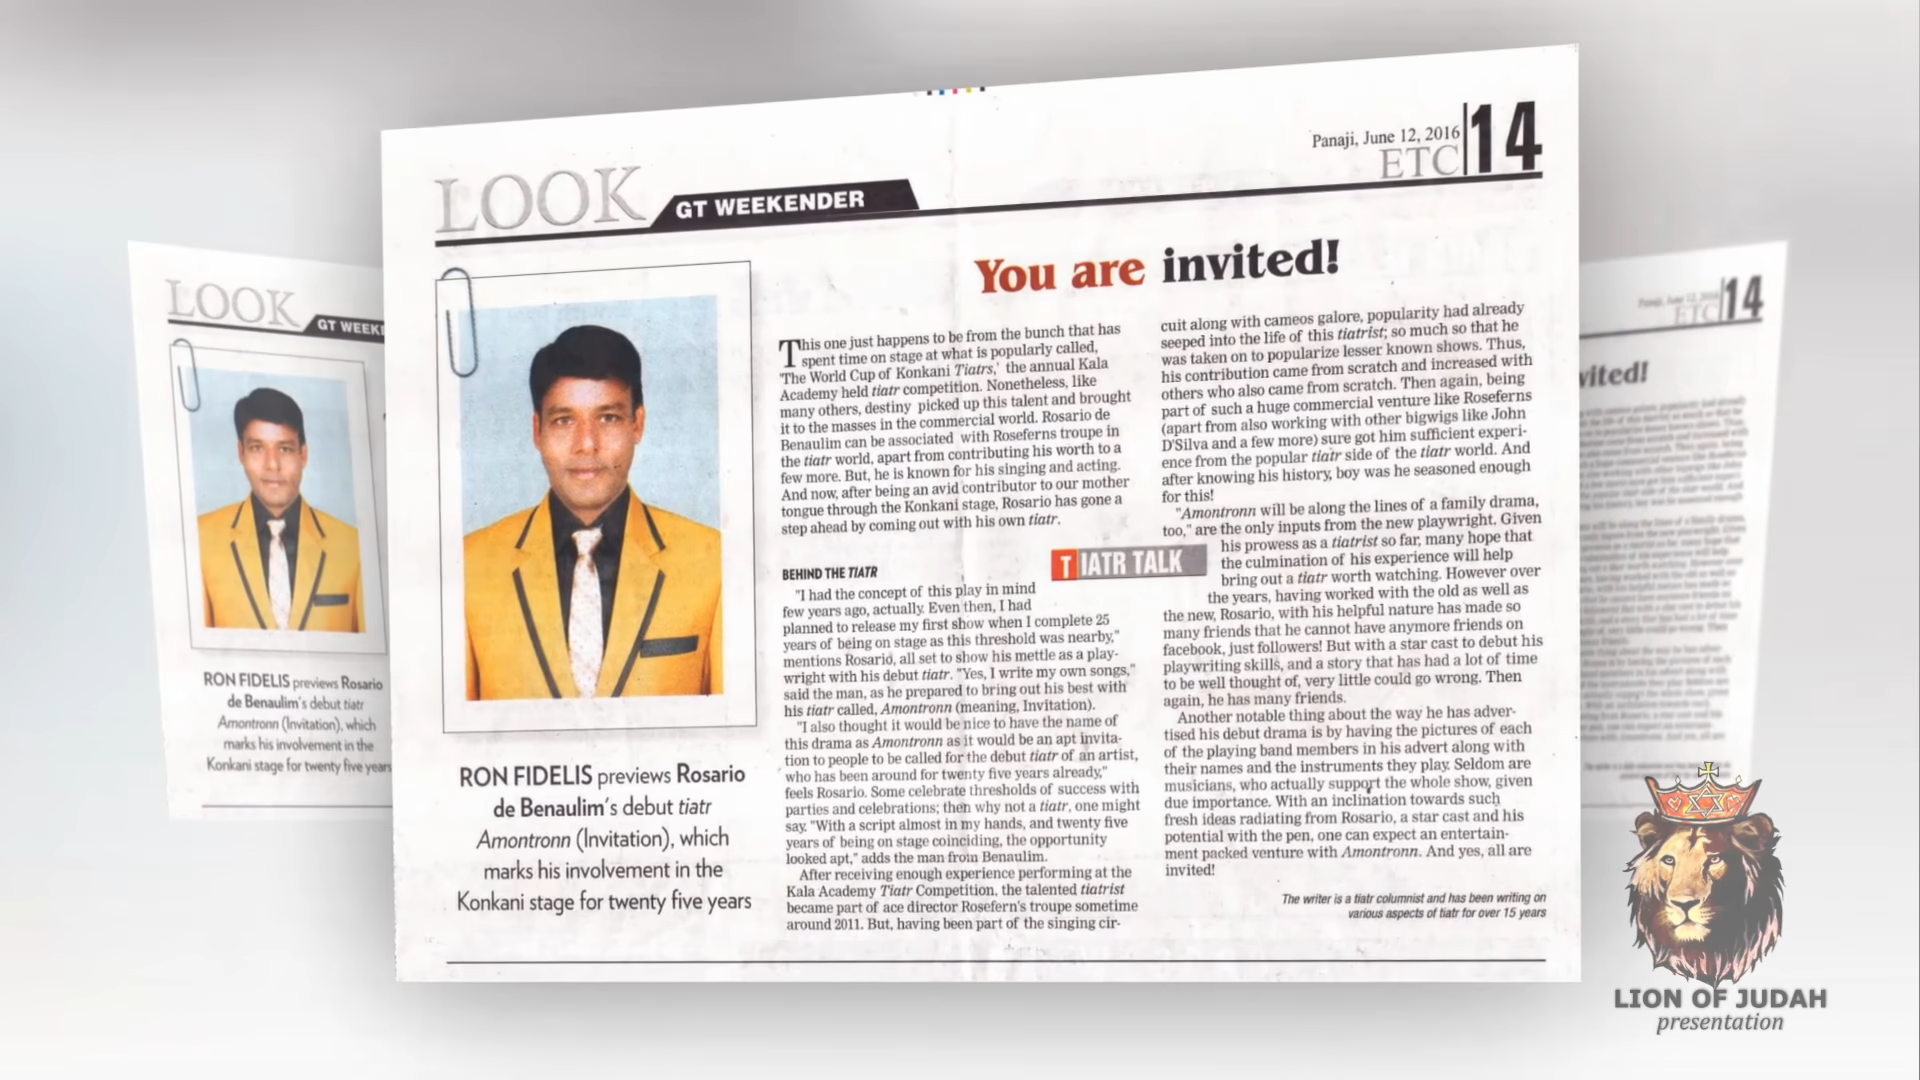 LOOK
GT WEEKENDER
Panaji, June 12, 2016
ETC
14
You are invited!
This one just happens to be from the bunch that has
spent time on stage at what is popularly called,
'The World Cup of Konkani Tiatrs,' the annual Kala
Academy held tiatr competition. Nonetheless, like
many others, destiny picked up this talent and brought
it to the masses in the commercial world. Rosario de
Benaulim can be associated with Roseferns troupe in
the tiatr world, apart from contributing his worth to a
few more. But, he is known for his singing and acting.
And now, after being an avid contributor to our mother
tongue through the Konkani stage, Rosario has gone a
step ahead by coming out with his own tiatr.
BEHIND THE TIATR
"I had the concept of this play in mind
few years ago, actually. Even then, I had
planned to release my first show when I complete 25
years of being on stage as this threshold was nearby,"
mentions Rosario, all set to show his mettle as a play-
wright with his debut tiatr. "Yes, I write my own songs,"
said the man, as he prepared to bring out his best with
his tiatr called, Amontronn (meaning, Invitation).
"I also thought it would be nice to have the name of
this drama as Amontronn as it would be an apt invita-
tion to people to be called for the debut tiatr of an artist,
who has been around for twenty five years already,"
feels Rosario. Some celebrate thresholds of success with
parties and celebrations; then why not a tiatr, one might
say. "With a script almost in my hands, and twenty five
years of being on stage coinciding, the opportunity
looked apt," adds the man from Benaulim.
After receiving enough experience performing at the
Kala Academy Tiatr Competition, the talented tiatrist
became part of ace director Rosefern's troupe sometime
around 2011. But, having been part of the singing cir-
cuit along with cameos galore, popularity had already
seeped into the life of this tiatrist; so much so that he
was taken on to popularize lesser known shows. Thus,
his contribution came from scratch and increased with
others who also came from scratch. Then again, being
part of such a huge commercial venture like Roseferns
(apart from also working with other bigwigs like John
D'Silva and a few more) sure got him sufficient experi-
ence from the popular tiatr side of the tiatr world. And
after knowing his history, boy was he seasoned enough
for this!
"Amontronn will be along the lines of a family drama,
too," are the only inputs from the new playwright. Given
his prowess as a tiatrist so far, many hope that
the culmination of his experience will help
bring out a tiatr worth watching. However over
the years, having worked with the old as well as
the new, Rosario, with his helpful nature has made so
many friends that he cannot have anymore friends on
facebook, just followers! But with a star cast to debut his
playwriting skills, and a story that has had a lot of time
to be well thought of, very little could go wrong. Then
again, he has many friends.
Another notable thing about the way he has adver-
tised his debut drama is by having the pictures of each
of the playing band members in his advert along with
their names and the instruments they play. Seldom are
musicians, who actually support the whole show, given
due importance. With an inclination towards such
fresh ideas radiating from Rosario, a star cast and his
potential with the pen, one can expect an entertain-
ment packed venture with Amontronn. And yes, all are
invited!
The writer is a tiatr columnist and has been writing on
various aspects of tiatr for over 15 years
TIATR TALK
RON FIDELIS previews Rosario
de Benaulim's debut tiatr
Amontronn (Invitation), which
marks his involvement in the
Konkani stage for twenty five years
LOOK
GT WEEKE
RON FIDELIS previews Rosario
de Benaulim's debut tiatr
Amontronn (Invitation), which
marks his involvement in the
Konkani stage for twenty five years
ETC
14
vited!
LION OF JUDAH
presentation